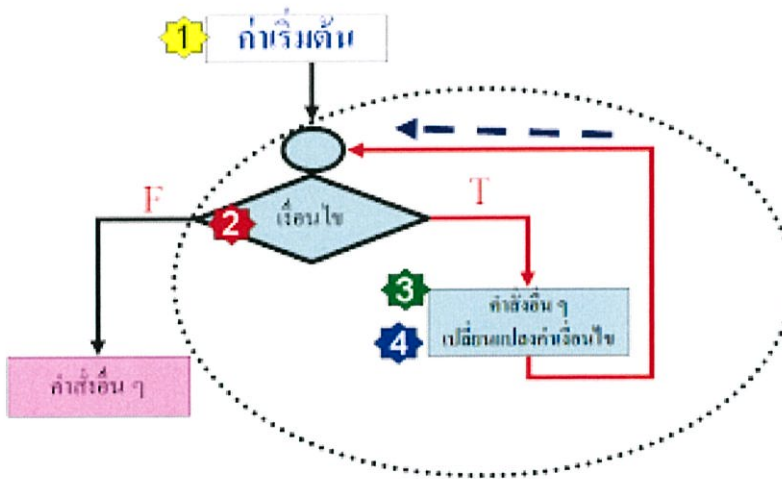 1 ค่าเริ่มต้น
F
T
2 เงื่อนไข
3 คำสั่งอื่น ๆ
4 เปลี่ยนแปลงค่าเงื่อนไข
คำสั่งอื่น ๆ